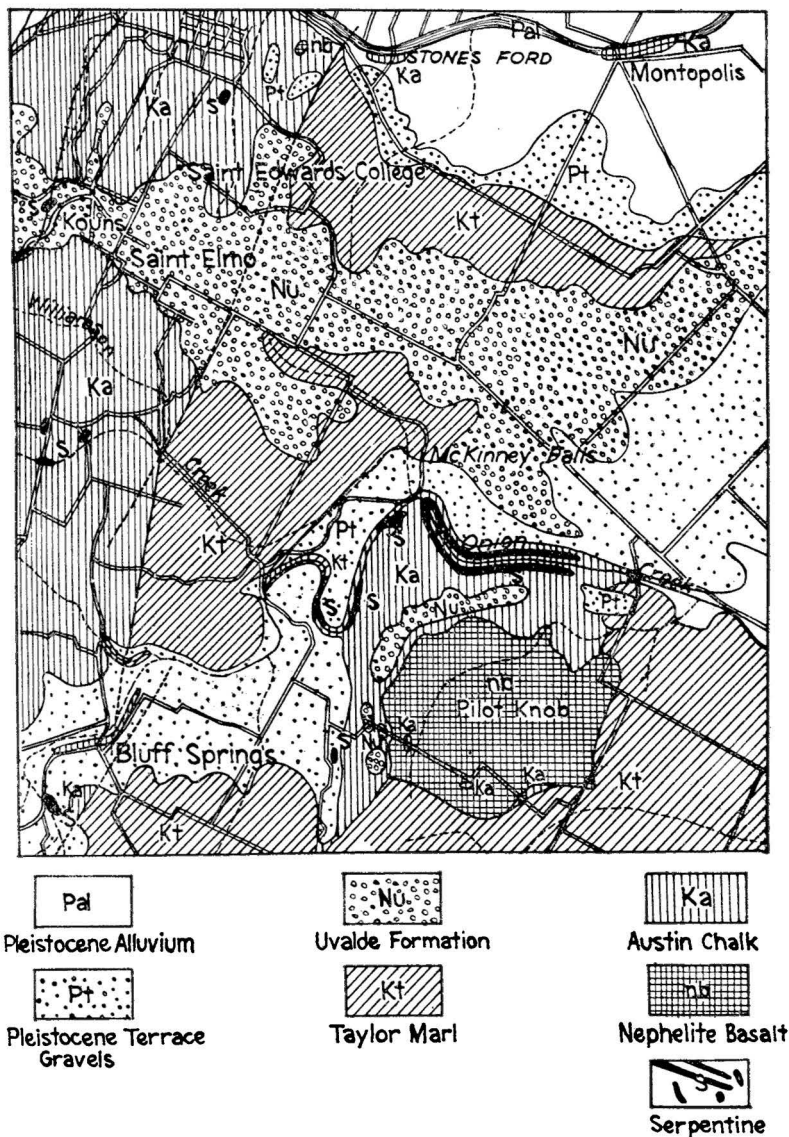 Pal
nb
Ka
STONES FORD
Ka
Montopolis
Pt
Ka
S
Pt
Saint Edwards College
Kt
S
Kouns
Saint Elmo
Nu
Nu
Williamson
Ka
McKinney Falls
S
Creek
Pt
S
Onion
Kt
Kt
Ka
Creek
S
S
S
Nu
Pt
nb
Pilot Knob
Ka
S
Nu
Bluff Springs
Ka
Kt
Ka
Ka
Kt
Pal
Nu
Ka
Pleistocene Alluvium
Uvalde Formation
Austin Chalk
Pt
Kt
nb
Pleistocene Terrace
Gravels
Taylor Marl
Nephelite Basalt
S
Serpentine